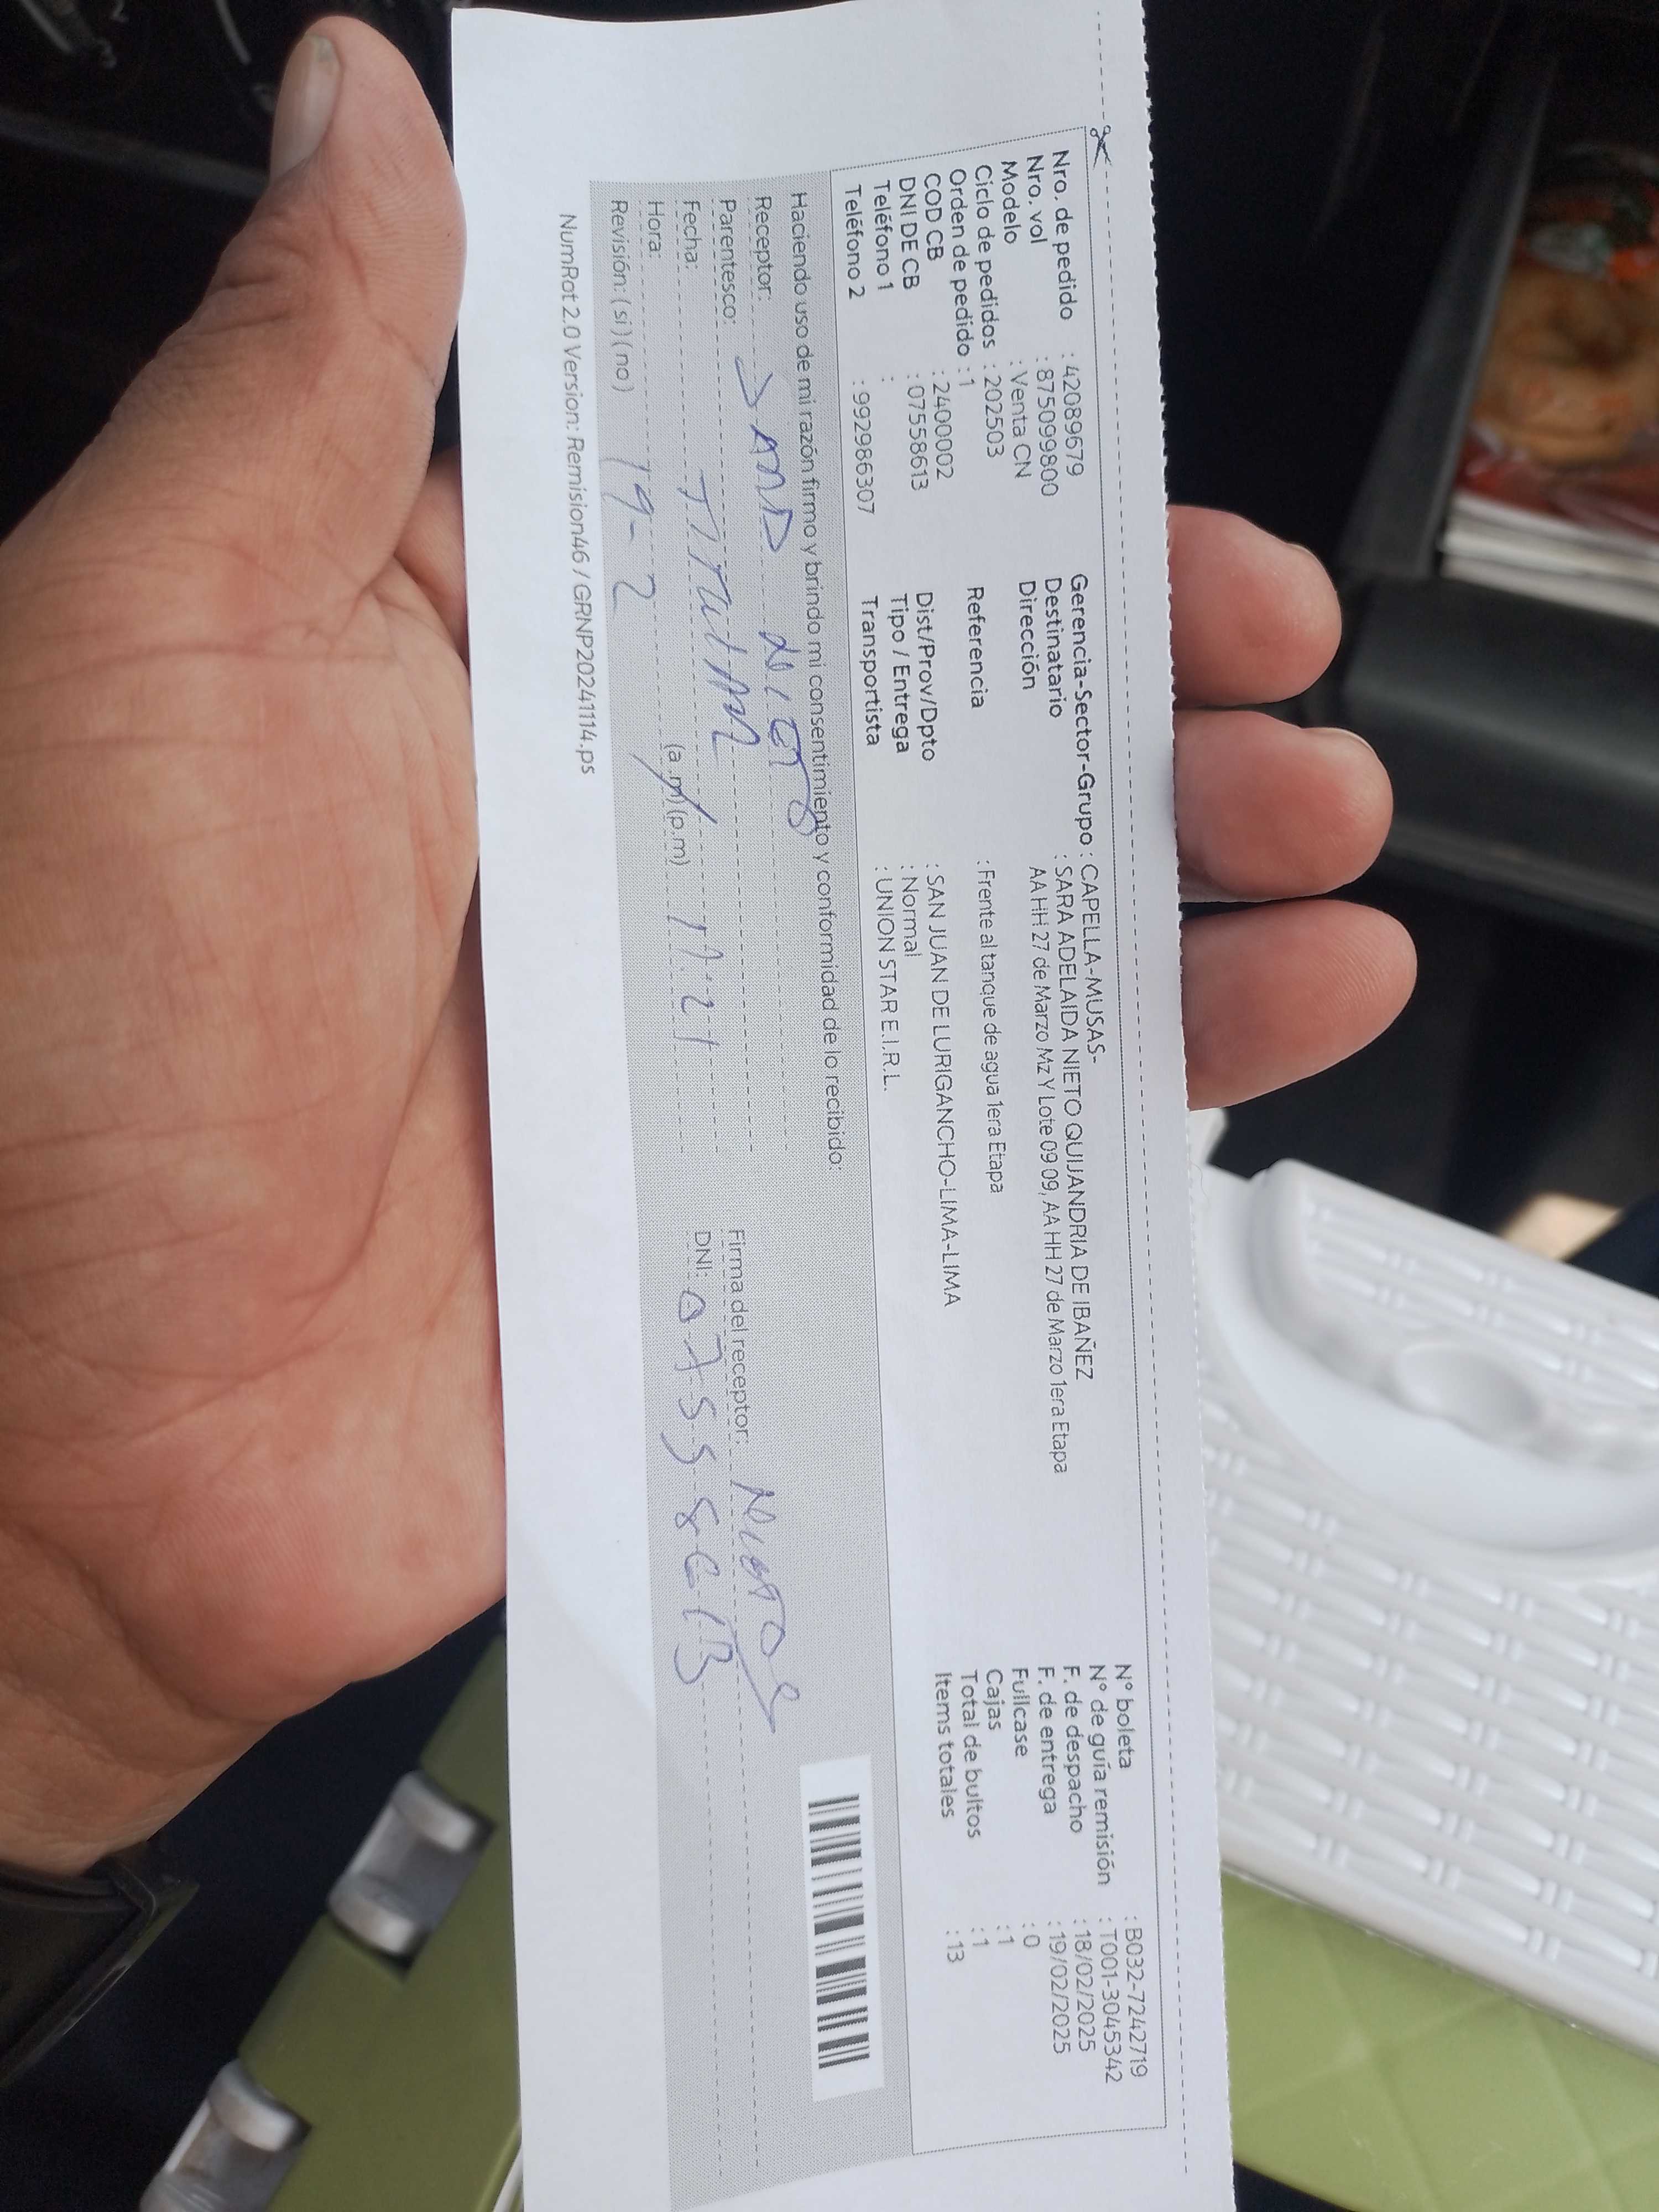 Nro. de pedido : 42089679
Nro. vol : 875099800
Modelo : Venta CN
Ciclo de pedidos : 202503
Orden de pedido : 1
COD CB : 2400002
DNI DE CB : 07558613
Teléfono 1 :
Teléfono 2 : 992986307
Gerencia-Sector-Grupo : CAPELLA-MUSAS-
Destinatario : SARA ADELAIDA NIETO QUIJANDRIA DE IBAÑEZ
Dirección AA HH 27 de Marzo Mz Y Lote 09 09, AA HH 27 de Marzo 1era Etapa
Referencia : Frente al tanque de agua 1era Etapa
Dist/Prov/Dpto : SAN JUAN DE LURIGANCHO-LIMA-LIMA
Tipo / Entrega : Normal
Transportista : UNION STAR E.I.R.L.
N° boleta : B032-7242719
N° de guía remisión : T001-3045342
F. de despacho : 18/02/2025
F. de entrega : 19/02/2025
Fullcase : 0
Cajas : 1
Total de bultos : 1
Items totales : 13
Haciendo uso de mi razón firmo y brindo mi consentimiento y conformidad de lo recibido:
Receptor:
Parentesco: Titular
Fecha:
Hora: (a.m) (p.m)
Revisión: (si) (no) 19-2
Firma del receptor:
DNI: 07558613
NumRot 2.0 Version: Remision46 / GRNP20241114.ps